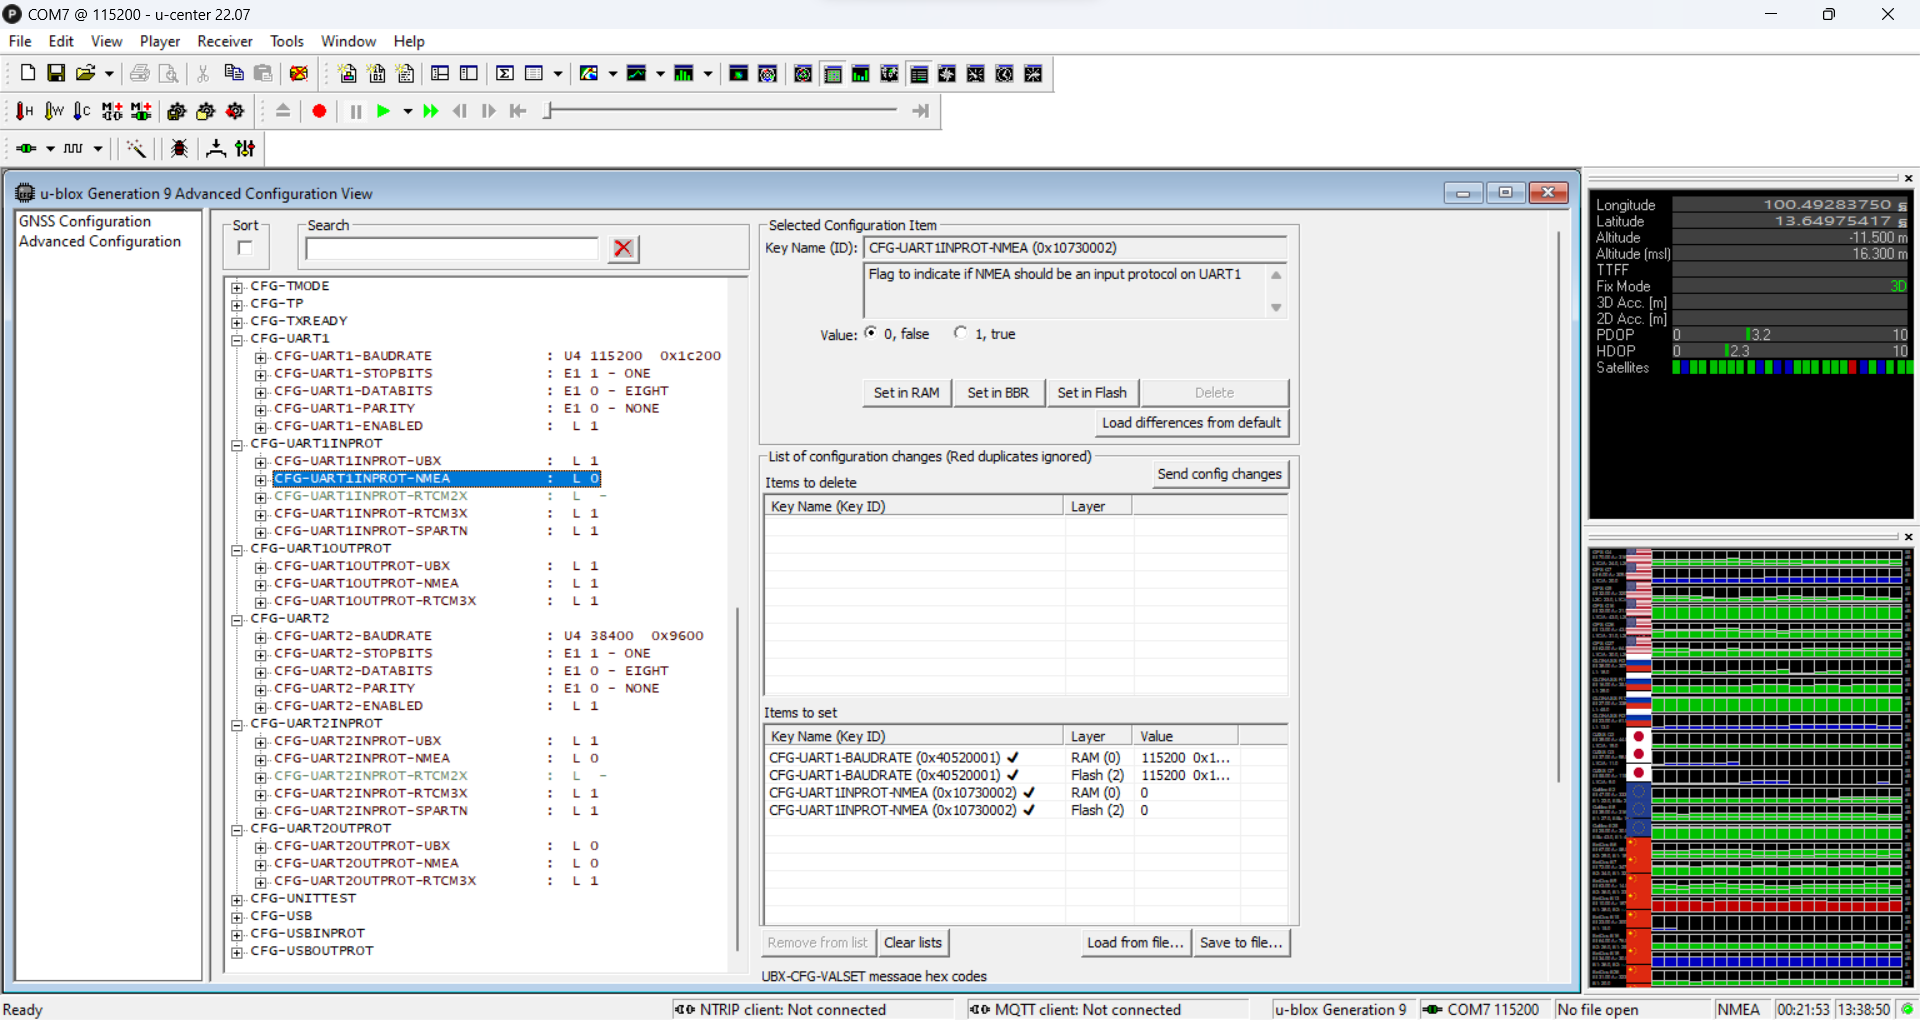 COM7 @ 115200 - u-center 22.07
File Edit View Player Receiver Tools Window Help
u-blox Generation 9 Advanced Configuration View
GNSS Configuration
Advanced Configuration
Sort
Search
CFG-TMODE
CFG-TP
CFG-TXREADY
CFG-UART1
CFG-UART1-BAUDRATE : U4 115200 0x1c200
CFG-UART1-STOPBITS : E1 1 - ONE
CFG-UART1-DATABITS : E1 0 - EIGHT
CFG-UART1-PARITY : E1 0 - NONE
CFG-UART1-ENABLED : L 1
CFG-UART1INPROT
CFG-UART1INPROT-UBX : L 1
CFG-UART1INPROT-NMEA : L 0
CFG-UART1INPROT-RTCM2X : L -
CFG-UART1INPROT-RTCM3X : L 1
CFG-UART1INPROT-SPARTN : L 1
CFG-UART1OUTPROT
CFG-UART1OUTPROT-UBX : L 1
CFG-UART1OUTPROT-NMEA : L 1
CFG-UART1OUTPROT-RTCM3X : L 1
CFG-UART2
CFG-UART2-BAUDRATE : U4 38400 0x9600
CFG-UART2-STOPBITS : E1 1 - ONE
CFG-UART2-DATABITS : E1 0 - EIGHT
CFG-UART2-PARITY : E1 0 - NONE
CFG-UART2-ENABLED : L 1
CFG-UART2INPROT
CFG-UART2INPROT-UBX : L 1
CFG-UART2INPROT-NMEA : L 0
CFG-UART2INPROT-RTCM2X : L -
CFG-UART2INPROT-RTCM3X : L 1
CFG-UART2INPROT-SPARTN : L 1
CFG-UART2OUTPROT
CFG-UART2OUTPROT-UBX : L 0
CFG-UART2OUTPROT-NMEA : L 0
CFG-UART2OUTPROT-RTCM3X : L 1
CFG-UNITTEST
CFG-USB
CFG-USBINPROT
CFG-USBOUTPROT
Selected Configuration Item
Key Name (ID): CFG-UART1INPROT-NMEA (0x10730002)
Flag to indicate if NMEA should be an input protocol on UART1
Value: 0, false 1, true
Set in RAM Set in BBR Set in Flash Delete
Load differences from default
List of configuration changes (Red duplicates ignored)
Send config changes
Items to delete
Key Name (Key ID) Layer
Items to set
Key Name (Key ID) Layer Value
CFG-UART1-BAUDRATE (0x40520001) ✔ RAM (0) 115200 0x1...
CFG-UART1-BAUDRATE (0x40520001) ✔ Flash (2) 115200 0x1...
CFG-UART1INPROT-NMEA (0x10730002) ✔ RAM (0) 0
CFG-UART1INPROT-NMEA (0x10730002) ✔ Flash (2) 0
Remove from list Clear lists Load from file... Save to file...
UBX-CFG-VALSET message hex codes
Longitude 100.49283750
Latitude 13.64975417
Altitude -11.500 m
Altitude (msl) 16.300 m
TTFF
Fix Mode 3D
3D Acc. [m]
2D Acc. [m]
PDOP 0 3.2 10
HDOP 0 2.3 10
Satellites
Ready NTRIP client: Not connected MQTT client: Not connected u-blox Generation 9 COM7 115200 No file open NMEA 00:21:53 13:38:50